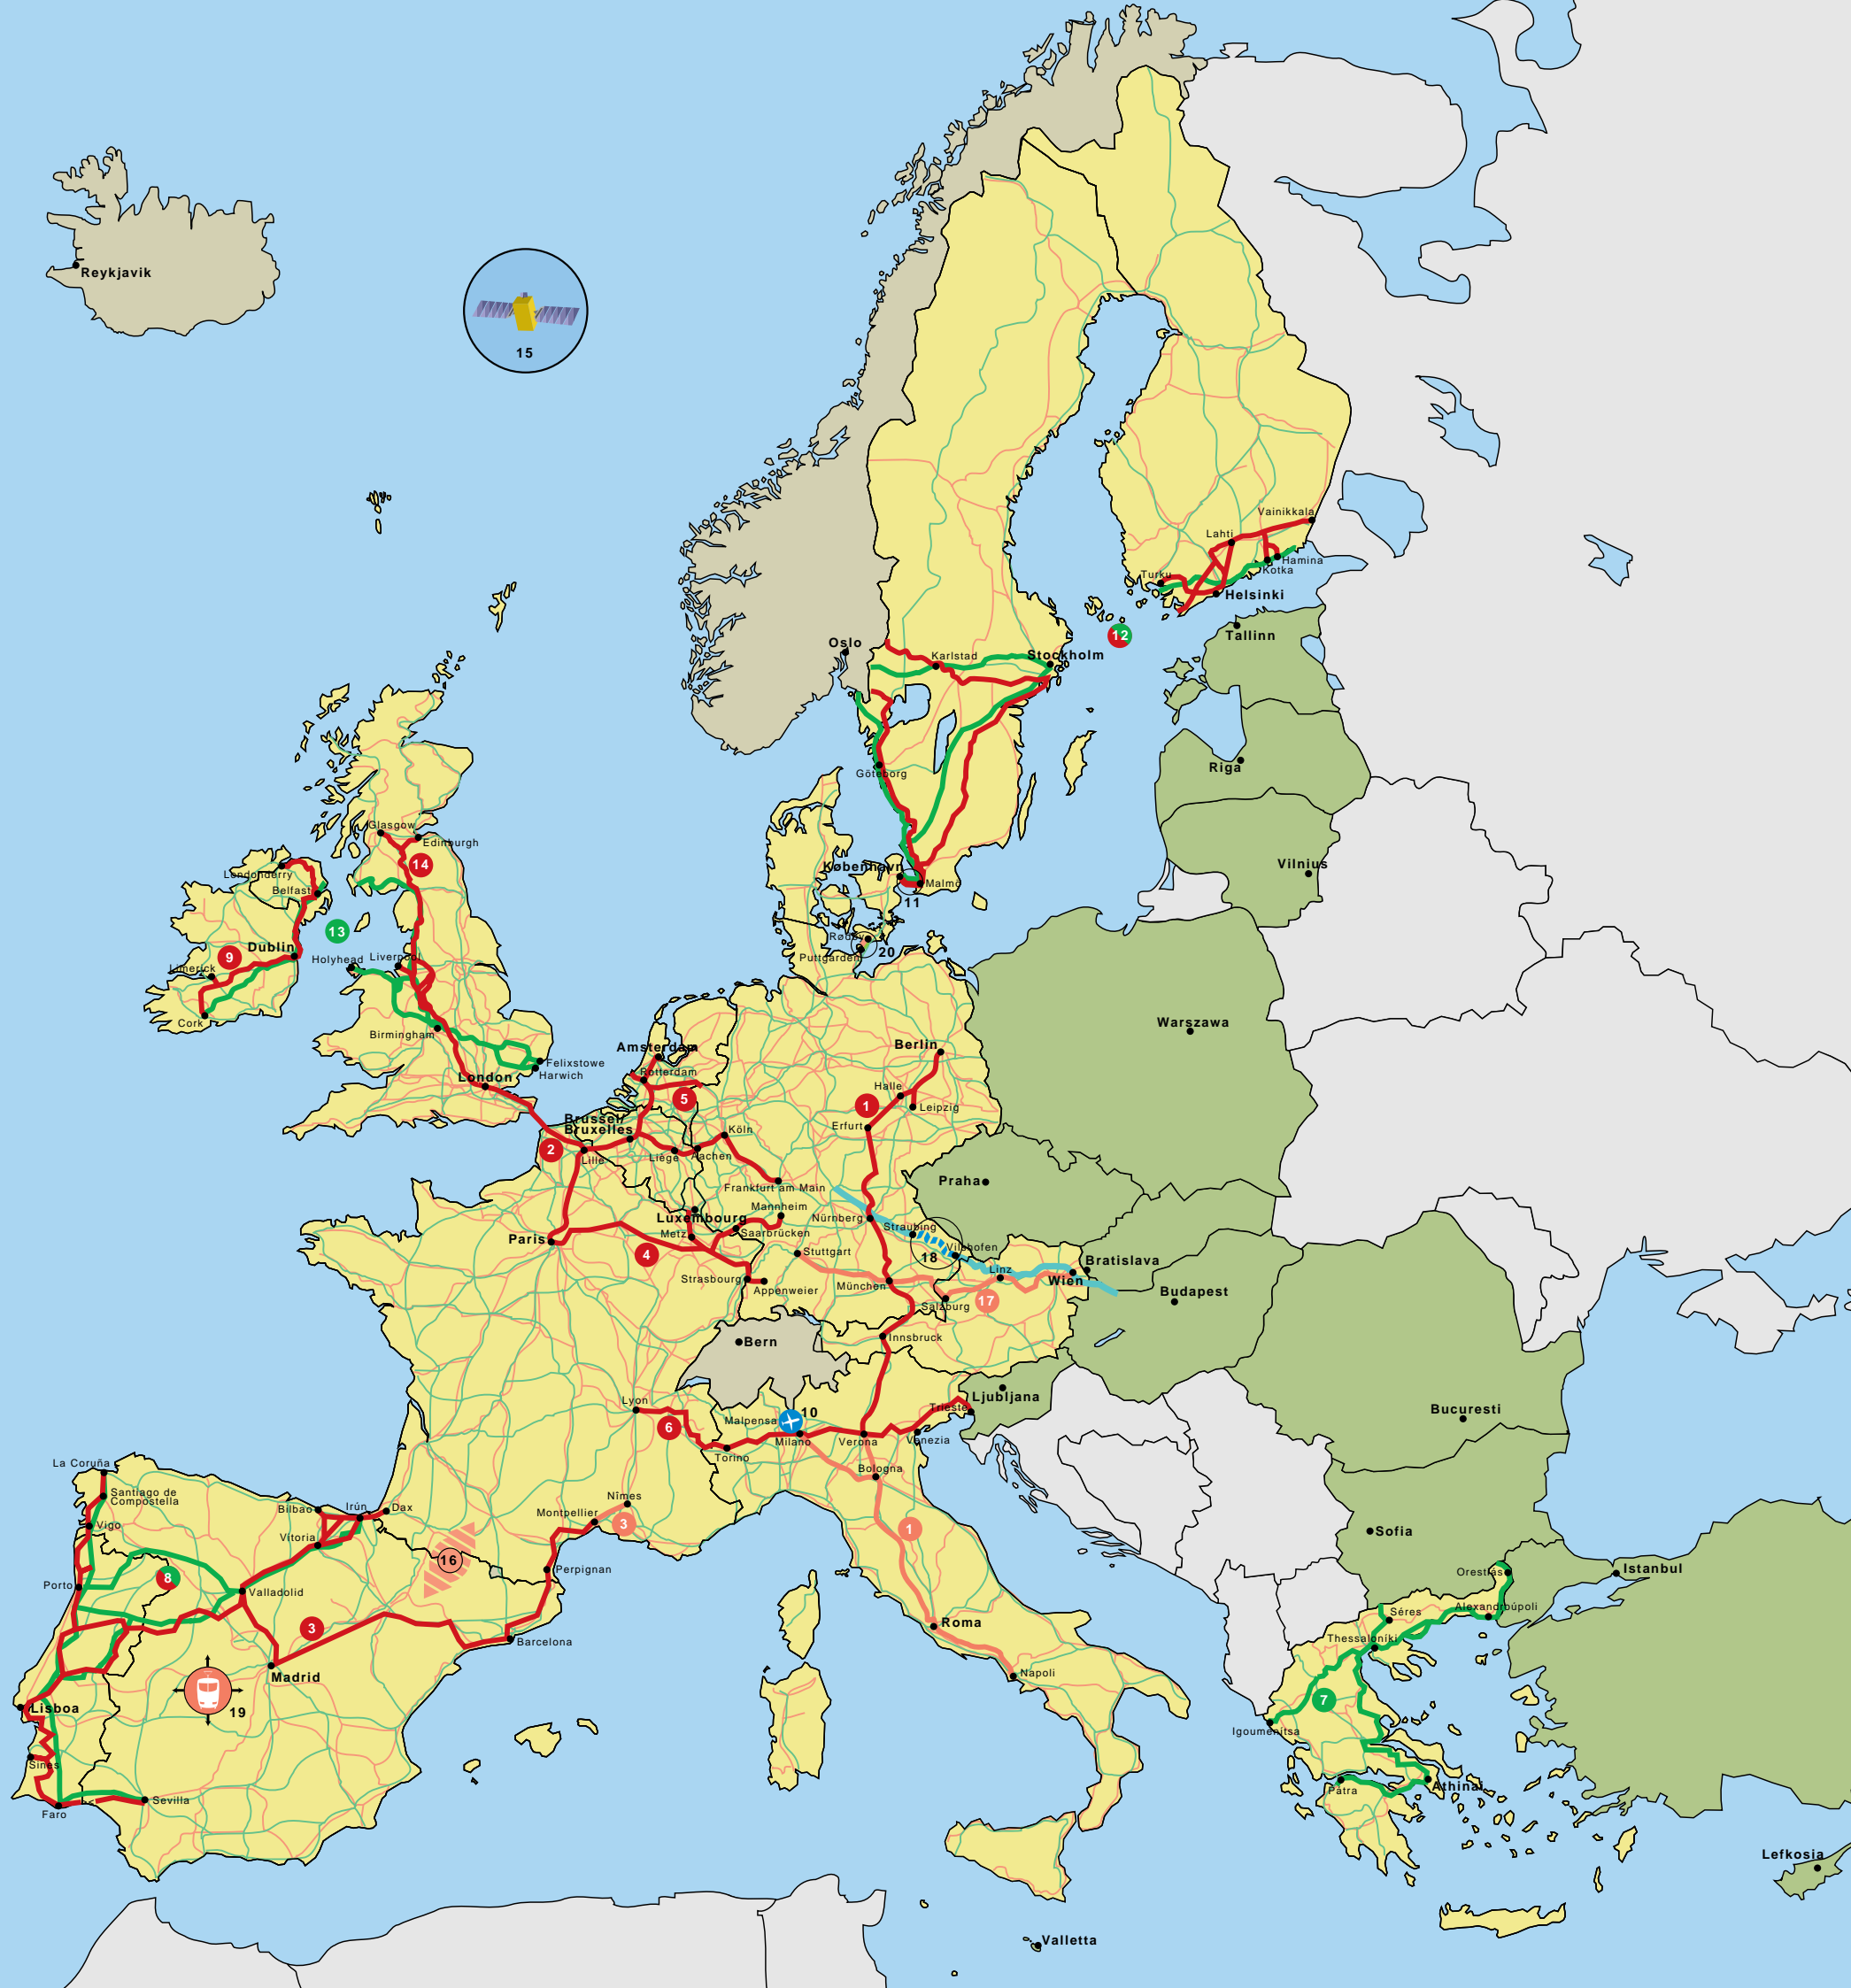 Reykjavik
15
Vainikkala
Lahti
Hamina
Kotka
Turku
Helsinki
12
Tallinn
Oslo
Karlstad
Stockholm
Göteborg
Riga
Glasgow
Edinburgh
14
Londonderry
Belfast
København
Malmö
11
Vilnius
13
Dublin
9
Limerick
Holyhead
Liverpool
Cork
Birmingham
Rødby
Puttgarden
20
Felixstowe
Harwich
London
Amsterdam
Rotterdam
5
Berlin
Halle
Leipzig
1
Erfurt
Warszawa
Brussel/
Bruxelles
2
Lille
Liège
Aachen
Köln
Frankfurt am Main
Praha
Luxembourg
Mannheim
Metz
Saarbrücken
Nürnberg
Straubing
Vilshofen
18
Paris
4
Stuttgart
Strasbourg
Appenweier
München
Linz
Wien
Bratislava
Salzburg
17
Budapest
Innsbruck
Bern
Ljubljana
Lyon
6
Malpensa
10
Milano
Verona
Venezia
Trieste
Torino
Bologna
Bucuresti
La Coruña
Santiago de
Compostella
Vigo
Bilbao
Irún
Dax
Vitoria
Nîmes
Montpellier
3
1
16
Perpignan
Sofia
Istanbul
Orestiás
Alexandroúpoli
Séres
Thessaloníki
Porto
8
Valladolid
3
Barcelona
Madrid
Roma
Napoli
19
Lisboa
Sines
Faro
Sevilla
7
Igoumenítsa
Pátra
Athinai
Lefkosia
Valletta